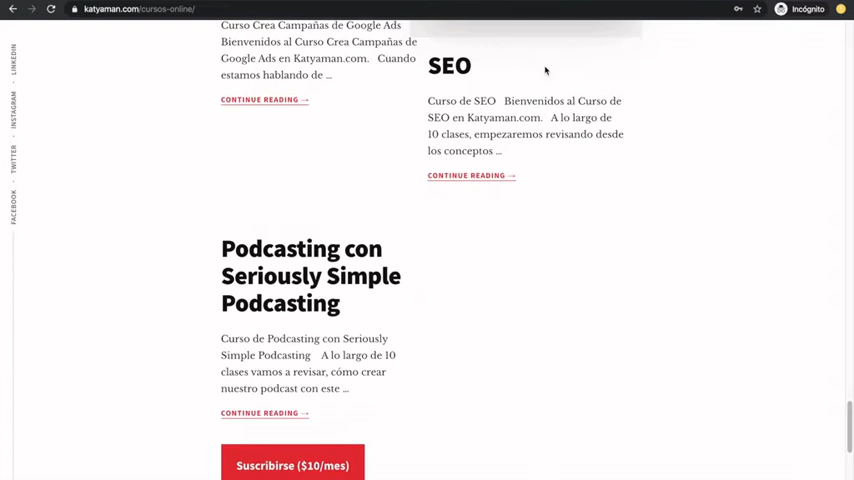 katyaman.com/cursos-online/
Incógnito
LINKEDIN
INSTAGRAM
TWITTER
FACEBOOK
Curso Crea Campañas de Google Ads
Bienvenidos al Curso Crea Campañas de
Google Ads en Katyaman.com. Cuando
estamos hablando de ...
CONTINUE READING →
SEO
Curso de SEO Bienvenidos al Curso de
SEO en Katyaman.com. A lo largo de
10 clases, empezaremos revisando desde
los conceptos ...
CONTINUE READING →
Podcasting con
Seriously Simple
Podcasting
Curso de Podcasting con Seriously
Simple Podcasting A lo largo de 10
clases vamos a revisar, cómo crear
nuestro podcast con este ...
CONTINUE READING →
Suscribirse ($10/mes)